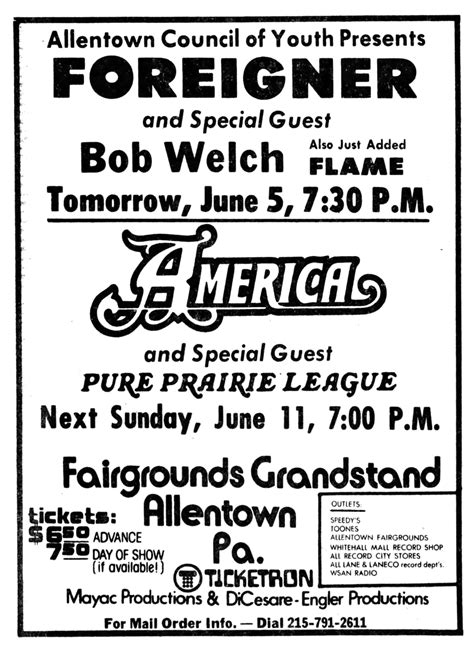 Allentown Council of Youth Presents
FOREIGNER
and Special Guest
Bob Welch Also Just Added FLAME
Tomorrow, June 5, 7:30 P.M.
AMERICA
and Special Guest
PURE PRAIRIE LEAGUE
Next Sunday, June 11, 7:00 P.M.
Fairgrounds Grandstand
Allentown
Pa.
tickets:
$6.50 ADVANCE
7.50 DAY OF SHOW
(if available!)
TICKETRON
OUTLETS:
SPEEDY'S
TOONES
ALLENTOWN FAIRGROUNDS
WHITEHALL MALL RECORD SHOP
ALL RECORD CITY STORES
ALL LANE & LANECO record dept's.
WSAN RADIO
Mayac Productions & DiCesare - Engler Productions
For Mail Order Info. — Dial 215-791-2611